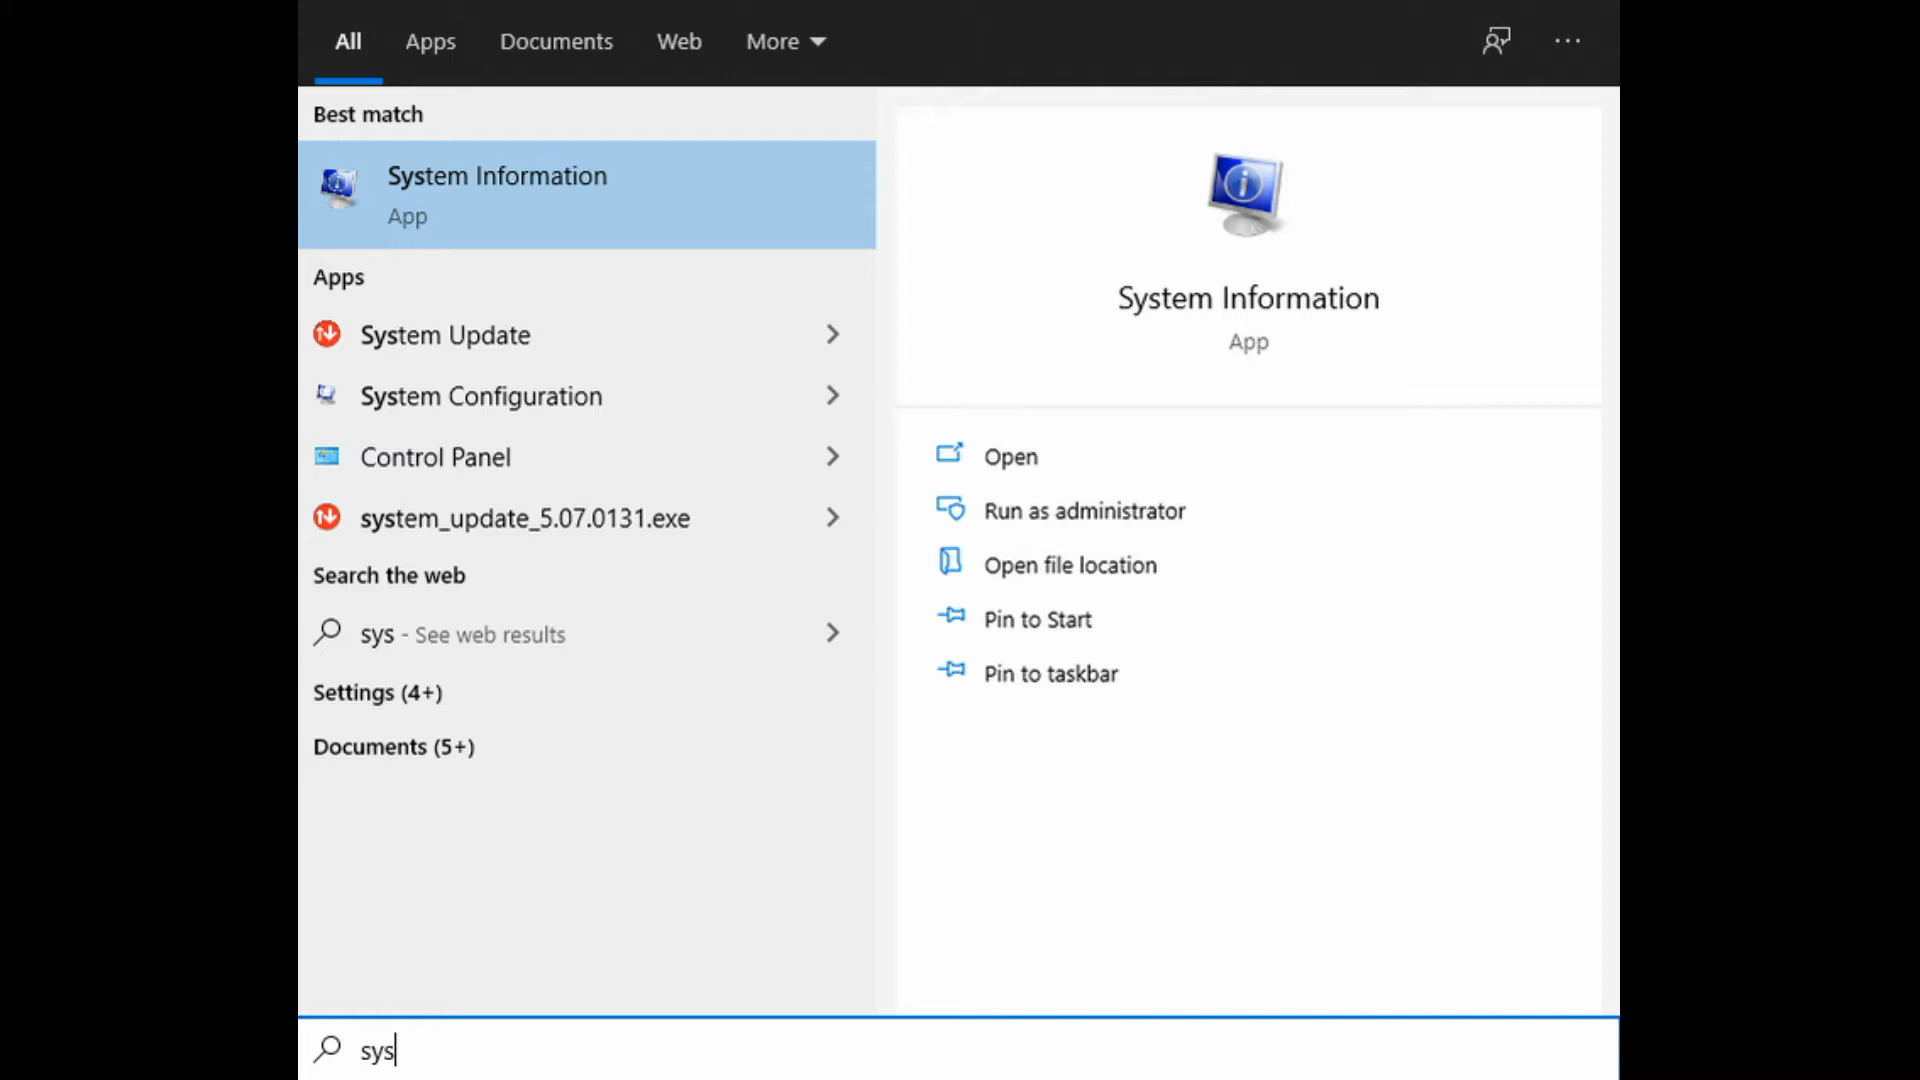 All Apps Documents Web More
Best match
System Information
App
Apps
System Update
System Configuration
Control Panel
system_update_5.07.0131.exe
Search the web
sys - See web results
Settings (4+)
Documents (5+)
System Information
App
Open
Run as administrator
Open file location
Pin to Start
Pin to taskbar
sys